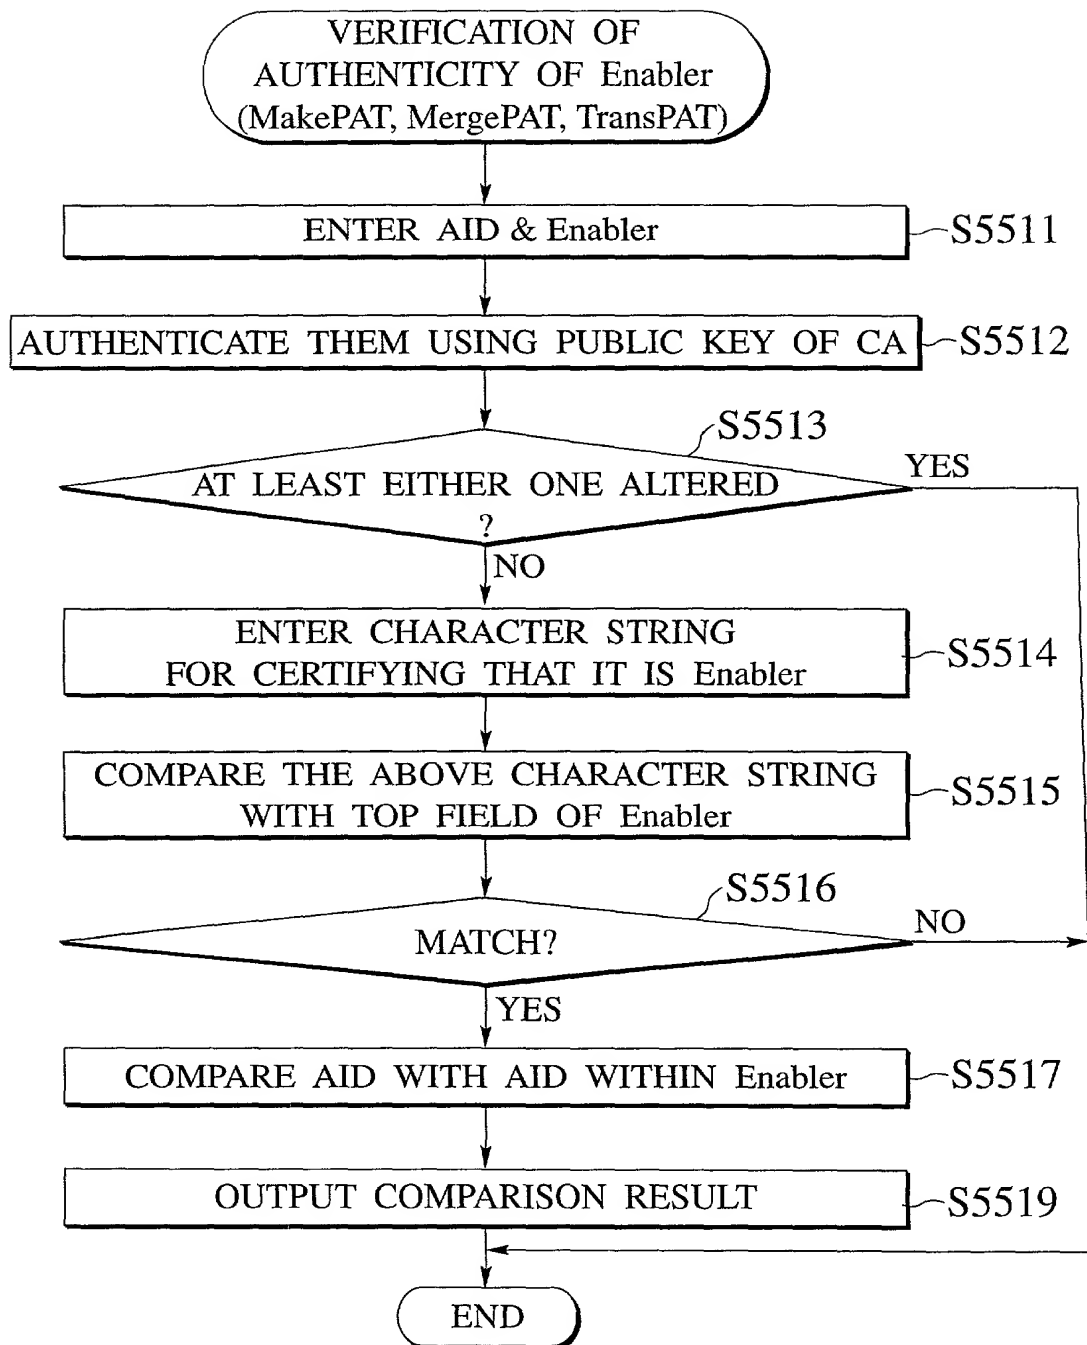 VERIFICATION OF
AUTHENTICITY OF Enabler
(MakePAT, MergePAT, TransPAT)
ENTER AID & Enabler
S5511
AUTHENTICATE THEM USING PUBLIC KEY OF CA
S5512
S5513
AT LEAST EITHER ONE ALTERED
?
YES
NO
ENTER CHARACTER STRING
FOR CERTIFYING THAT IT IS Enabler
S5514
COMPARE THE ABOVE CHARACTER STRING
WITH TOP FIELD OF Enabler
S5515
S5516
MATCH?
NO
YES
COMPARE AID WITH AID WITHIN Enabler
S5517
OUTPUT COMPARISON RESULT
S5519
END